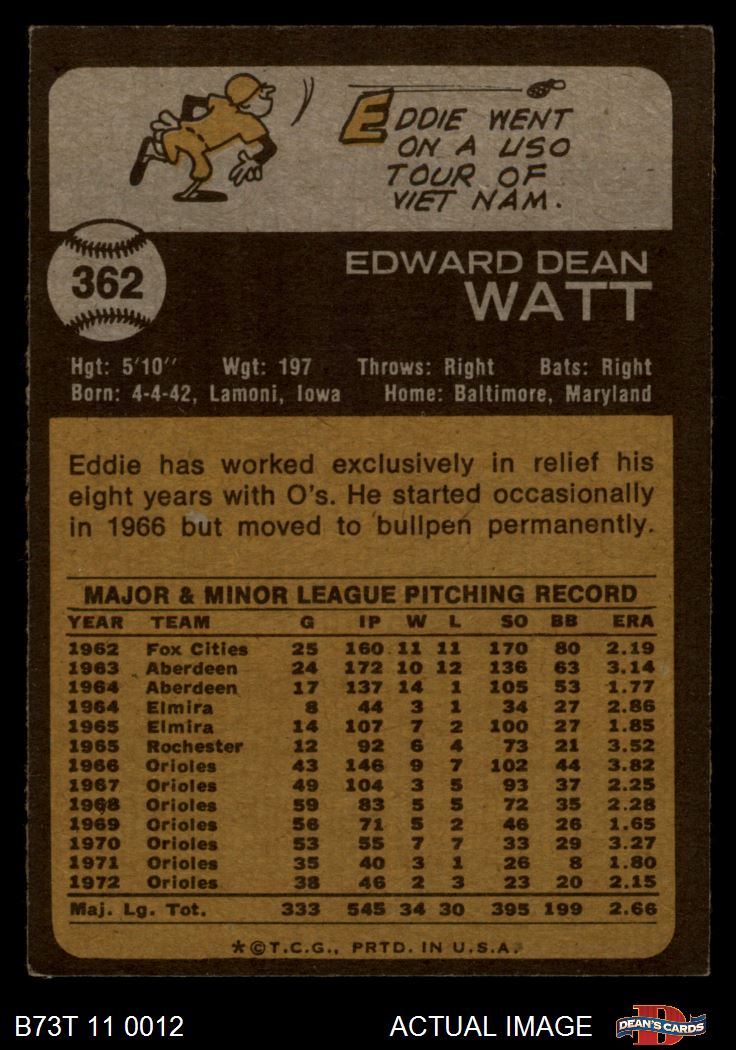 EDDIE WENT
ON A USO
TOUR OF
VIET NAM.
362
EDWARD DEAN
WATT
Hgt: 5'10" Wgt: 197 Throws: Right Bats: Right
Born: 4-4-42, Lamoni, Iowa Home: Baltimore, Maryland
Eddie has worked exclusively in relief his
eight years with O's. He started occasionally
in 1966 but moved to bullpen permanently.
MAJOR & MINOR LEAGUE PITCHING RECORD
YEAR TEAM G IP W L SO BB ERA
1962 Fox Cities 25 160 11 11 170 80 2.19
1963 Aberdeen 24 172 10 12 136 63 3.14
1964 Aberdeen 17 137 14 1 105 53 1.77
1964 Elmira 8 44 3 1 34 27 2.86
1965 Elmira 14 107 7 2 100 27 1.85
1965 Rochester 12 92 6 4 73 21 3.52
1966 Orioles 43 146 9 7 102 44 3.82
1967 Orioles 49 104 3 5 93 37 2.25
1968 Orioles 59 83 5 5 72 35 2.28
1969 Orioles 56 71 5 2 46 26 1.65
1970 Orioles 53 55 7 7 33 29 3.27
1971 Orioles 35 40 3 1 26 8 1.80
1972 Orioles 38 46 2 3 23 20 2.15
Maj. Lg. Tot. 333 545 34 30 395 199 2.66
*©T.C.G., PRTD. IN U.S.A.
B73T 11 0012 ACTUAL IMAGE
D
DEAN'S CARDS